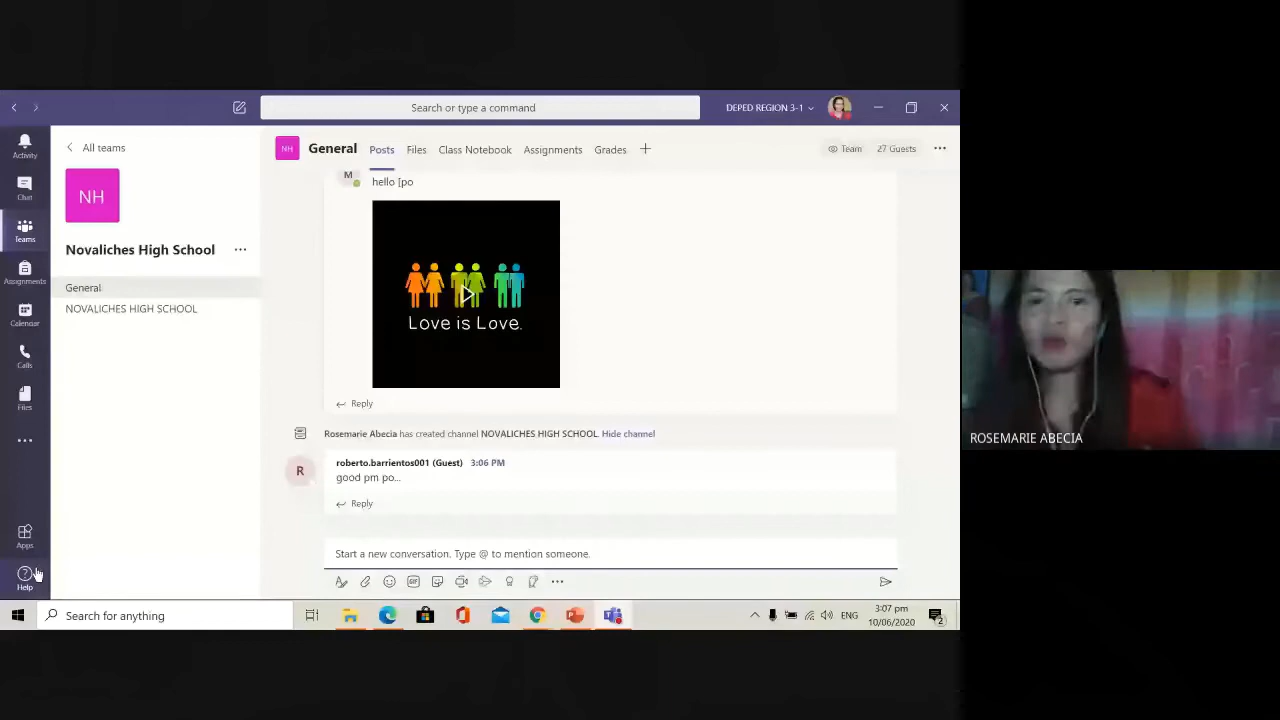 Search or type a command
DEPED REGION 3-1
Activity
Chat
Teams
Assignments
Calendar
Calls
Files
Apps
Help
All teams
NH
Novaliches High School
General
NOVALICHES HIGH SCHOOL
NH
General
Posts
Files
Class Notebook
Assignments
Grades
Team
27 Guests
M
hello [po
Love is Love.
Reply
Rosemarie Abecia has created channel NOVALICHES HIGH SCHOOL. Hide channel
R
roberto.barrientos001 (Guest) 3:06 PM
good pm po...
Reply
Start a new conversation. Type @ to mention someone.
GIF
Search for anything
ENG
3:07 pm
10/06/2020
2
ROSEMARIE ABECIA